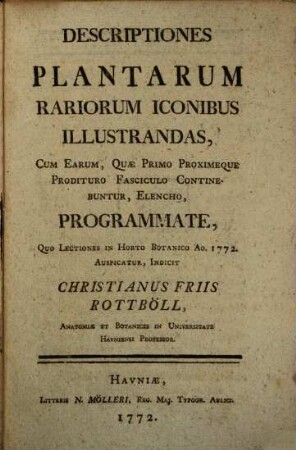 DESCRIPTIONES
PLANTARUM
RARIORUM ICONIBUS
ILLUSTRANDAS,
CUM EARUM, QUÆ PRIMO PROXIMEQUE
PRODITURO FASCICULO CONTINE-
BUNTUR, ELENCHO,
PROGRAMMATE,
QUO LECTIONES IN HORTO BOTANICO AO. 1772.
AUSPICATUR, INDICIT
CHRISTIANUS FRIIS
ROTTBÖLL,
ANATOMIÆ ET BOTANICES IN UNIVERSITATE
HAVNIENSI PROFESSOR.
HAVNIÆ,
LITTERIS N. MÖLLERI, REG. MAJ. TYPOGR. AULICI.
1772.